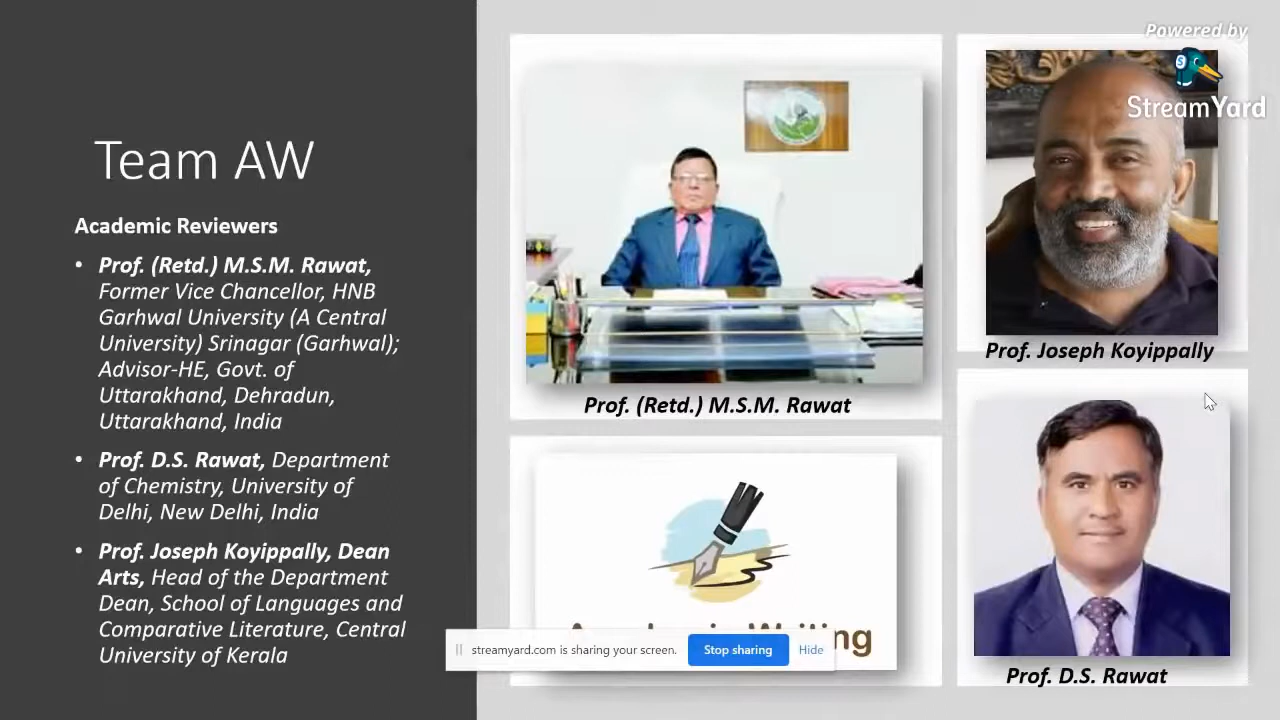 Team AW
Academic Reviewers
• Prof. (Retd.) M.S.M. Rawat,
Former Vice Chancellor, HNB
Garhwal University (A Central
University) Srinagar (Garhwal);
Advisor-HE, Govt. of
Uttarakhand, Dehradun,
Uttarakhand, India
• Prof. D.S. Rawat, Department
of Chemistry, University of
Delhi, New Delhi, India
• Prof. Joseph Koyippally, Dean
Arts, Head of the Department
Dean, School of Languages and
Comparative Literature, Central
University of Kerala
Prof. (Retd.) M.S.M. Rawat
Powered by
StreamYard
Prof. Joseph Koyippally
Prof. D.S. Rawat
streamyard.com is sharing your screen.
Stop sharing
Hide